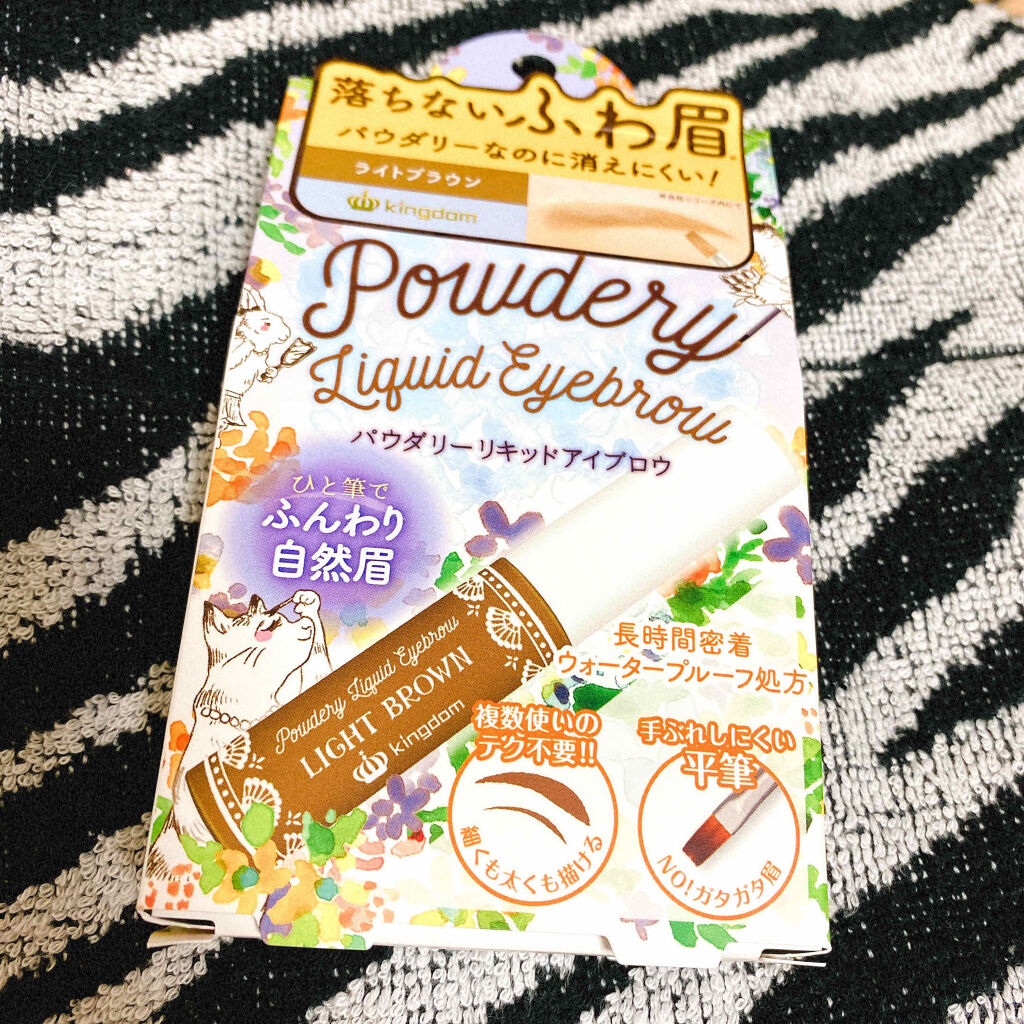 落ちないふわ眉
パウダリーなのに消えにくい!
ライトブラウン
kingdom
Powdery
Liquid Eyebrow
パウダリーリキッドアイブロウ
ひと筆で
ふんわり
自然眉
Powdery Liquid Eyebrow
LIGHT BROWN
kingdom
長時間密着
ウォータープルーフ処方
複数使いの
テク不要!!
細くも太くも描ける
手ぶれしにくい
平筆
NO!ガタガタ眉